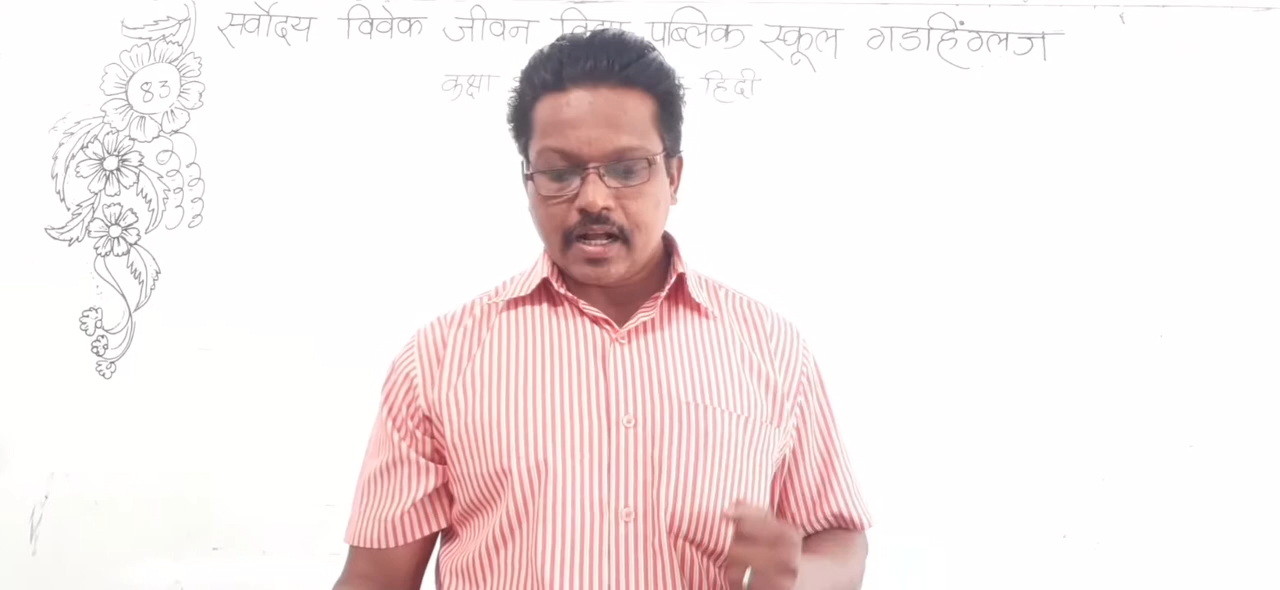 सर्वोदय विवेक जीवन विद्या पब्लिक स्कूल गडहिंग्लज
कक्षा हिंदी
83